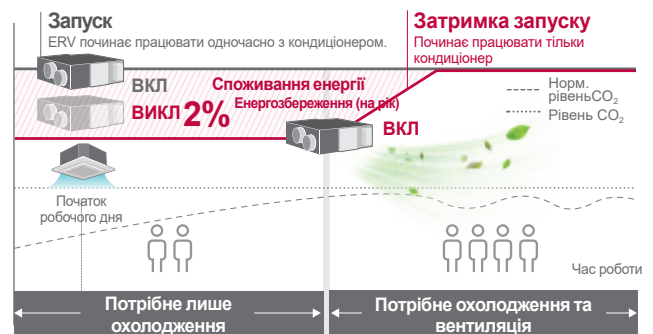 Запуск
ERV починає працювати одночасно з кондиціонером.
Затримка запуску
Починає працювати тільки
кондиціонер
ВКЛ
ВИКЛ 2%
Споживання енергії
Енергозбереження (на рік)
ВКЛ
Норм.
рівеньCO₂
Рівень CO₂
Початок
робочого дня
Час роботи
Потрібне лише
охолодження
Потрібне охолодження та
вентиляція